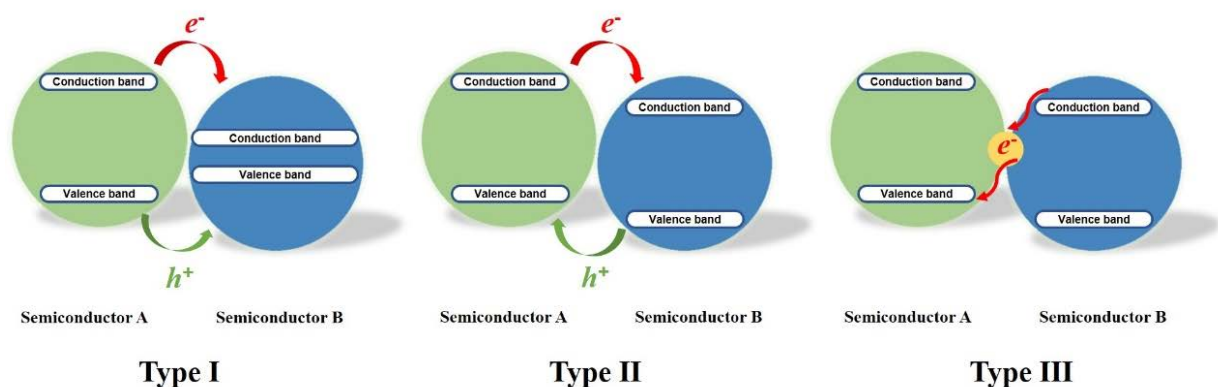 e-
Conduction band
Conduction band
Valence band
Valence band
h+
Semiconductor A
Semiconductor B
Type I
e-
Conduction band
Conduction band
Valence band
Valence band
h+
Semiconductor A
Semiconductor B
Type II
Conduction band
Conduction band
e-
Valence band
Valence band
Semiconductor A
Semiconductor B
Type III